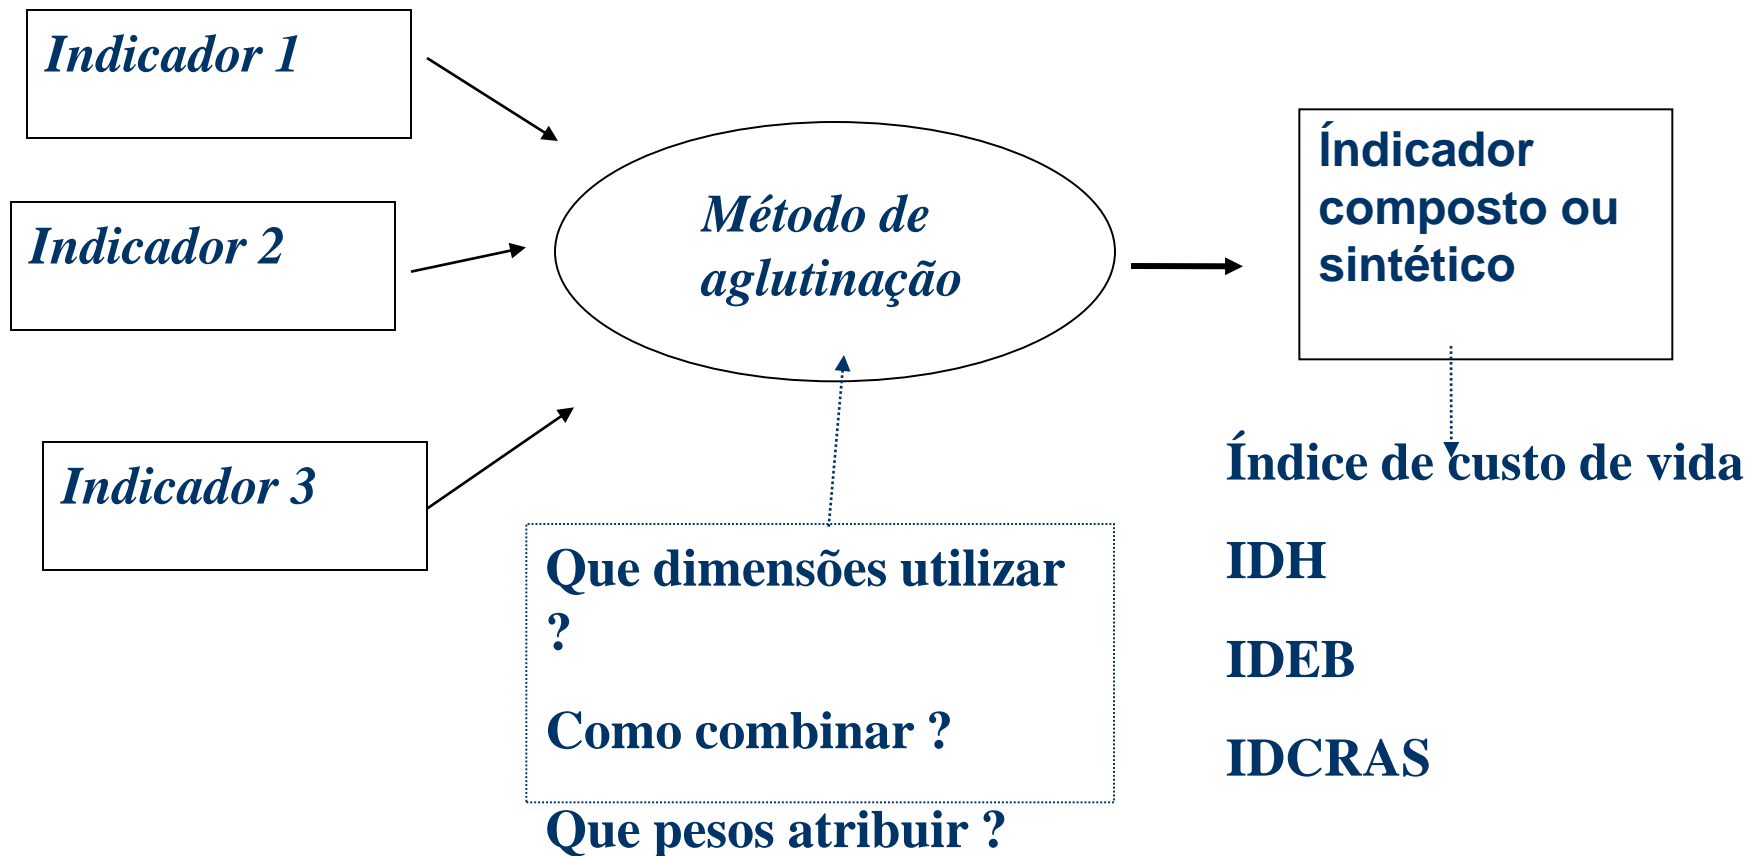 Indicador 1
Indicador 2
Indicador 3
Método de
aglutinação
Que dimensões utilizar
?
Como combinar ?
Que pesos atribuir ?
Índicador
composto ou
sintético
Índice de custo de vida
IDH
IDEB
IDCRAS